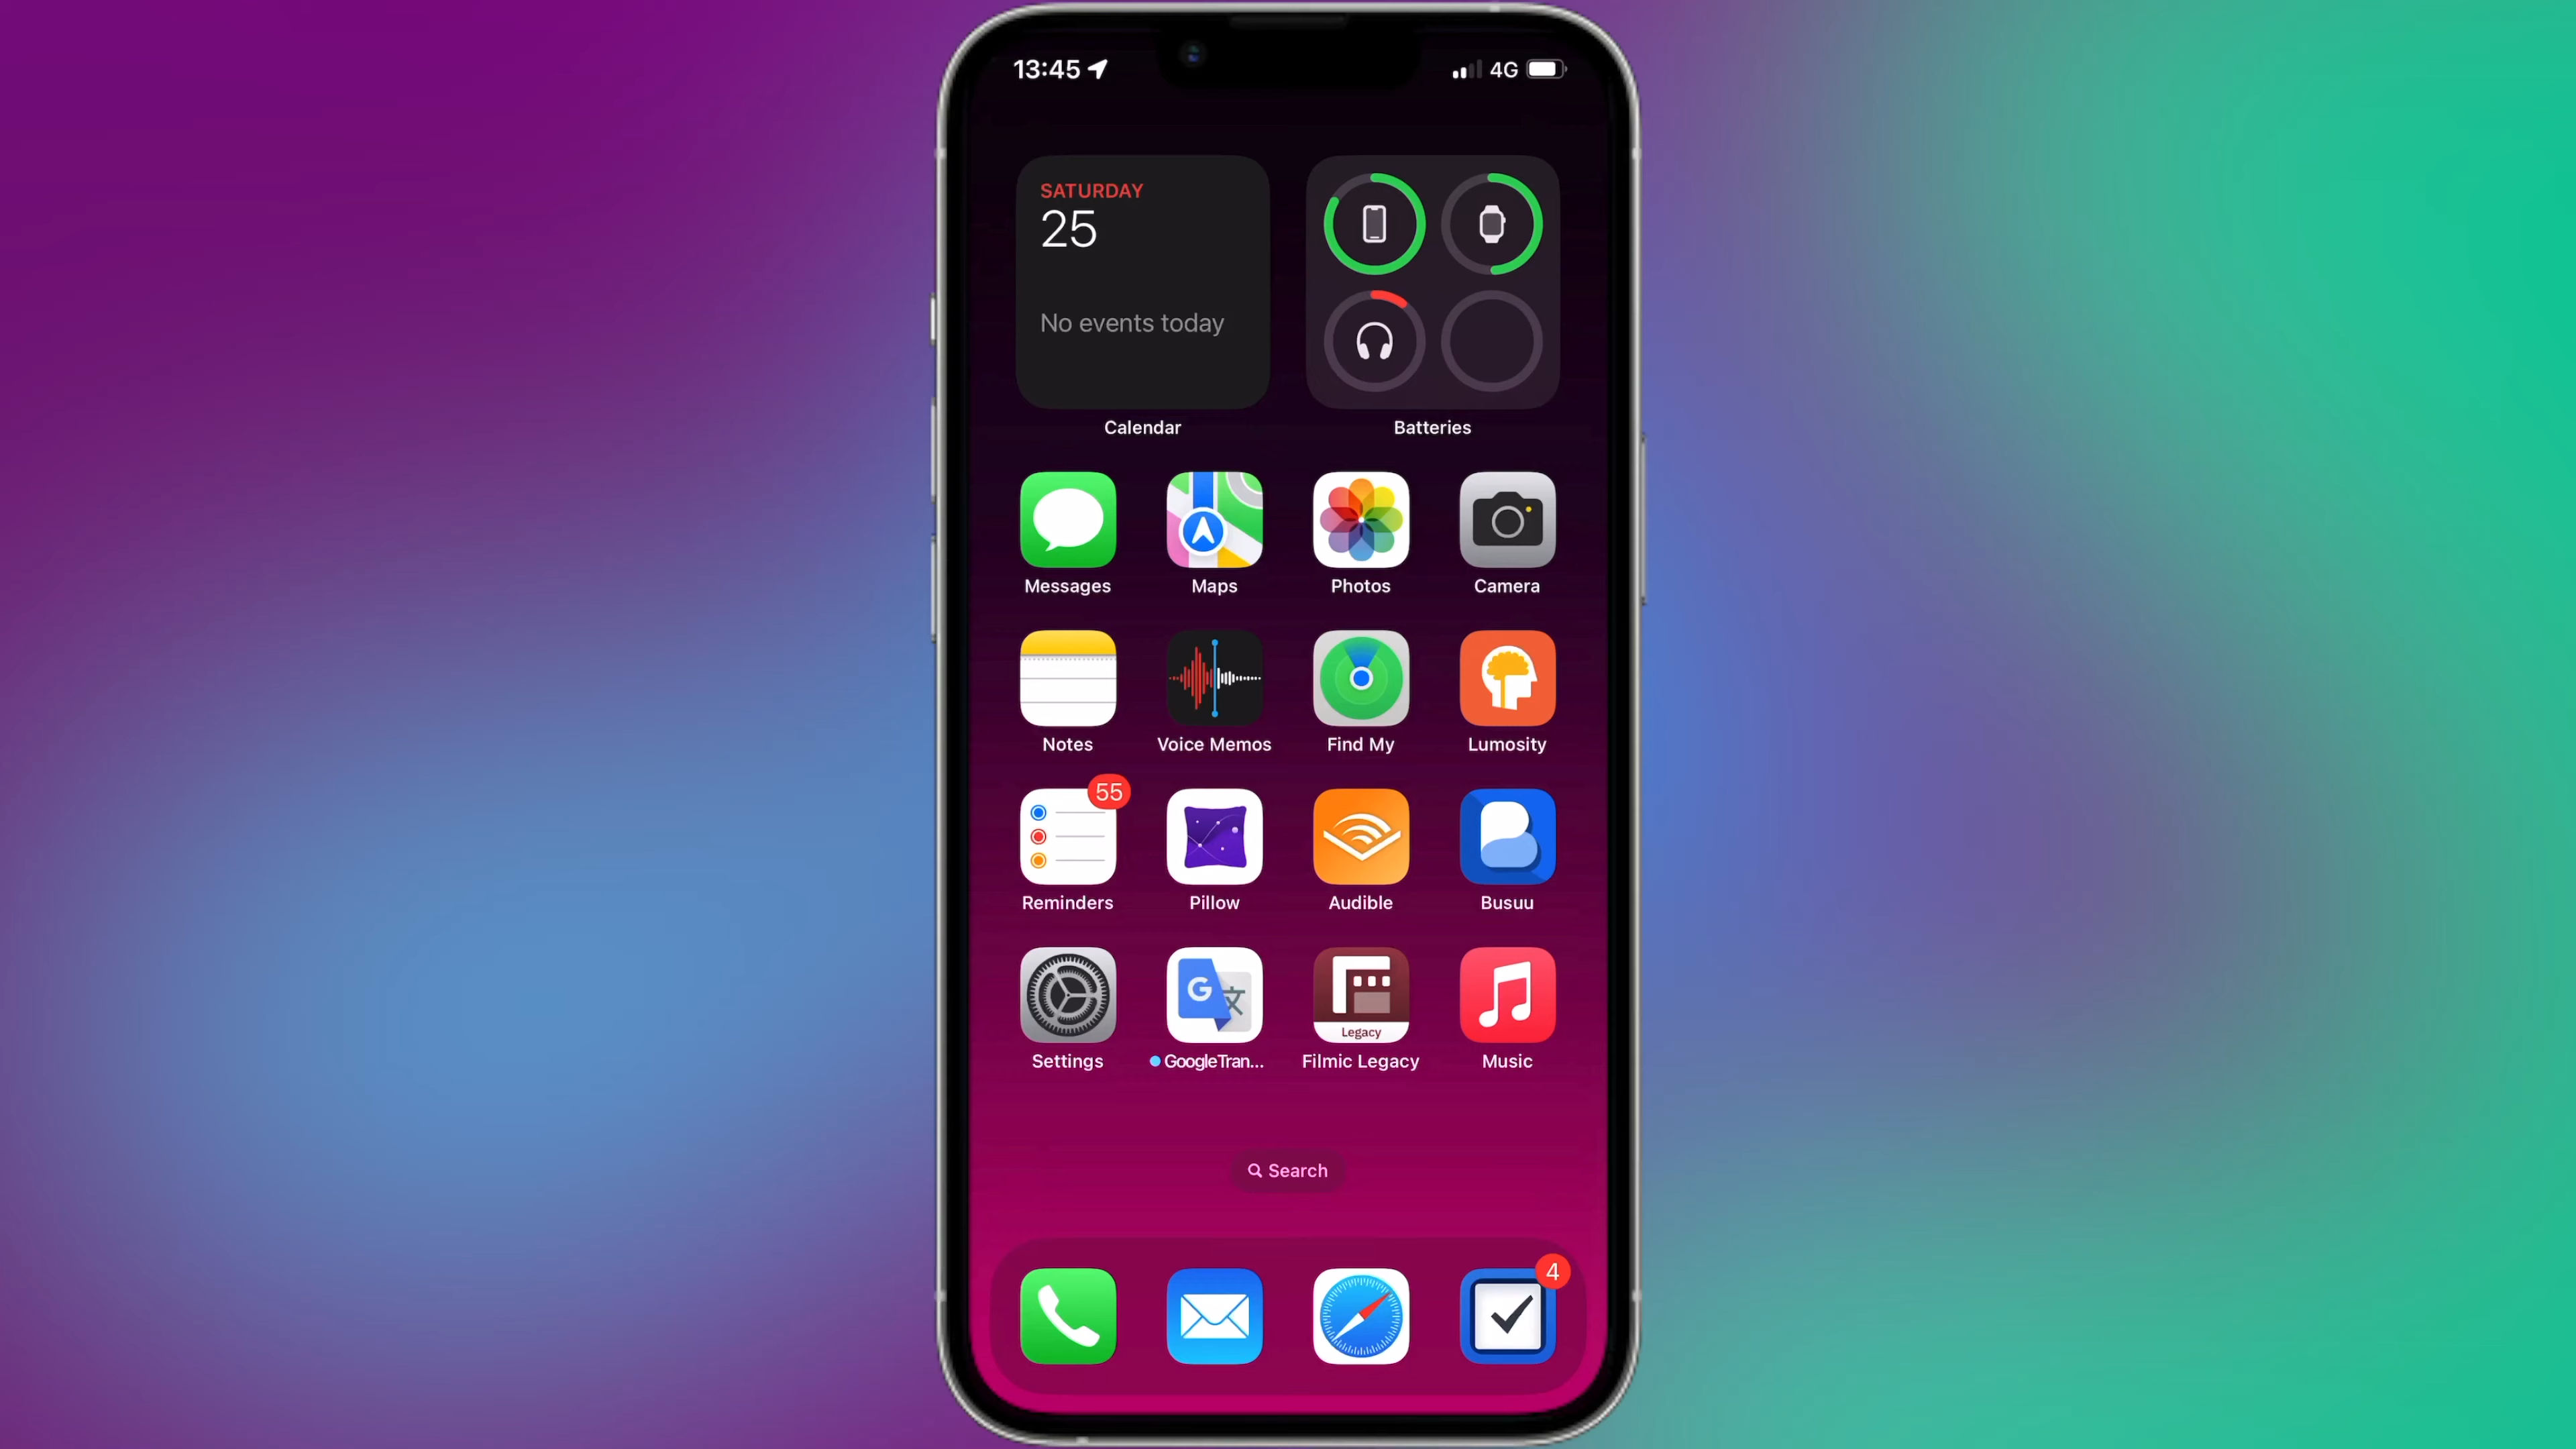 13:45
4G
SATURDAY
25
No events today
Calendar
Batteries
Messages
Maps
Photos
Camera
Notes
Voice Memos
Find My
Lumosity
55
Reminders
Pillow
Audible
Busuu
G 文
Legacy
Settings
GoogleTran...
Filmic Legacy
Music
Search
4